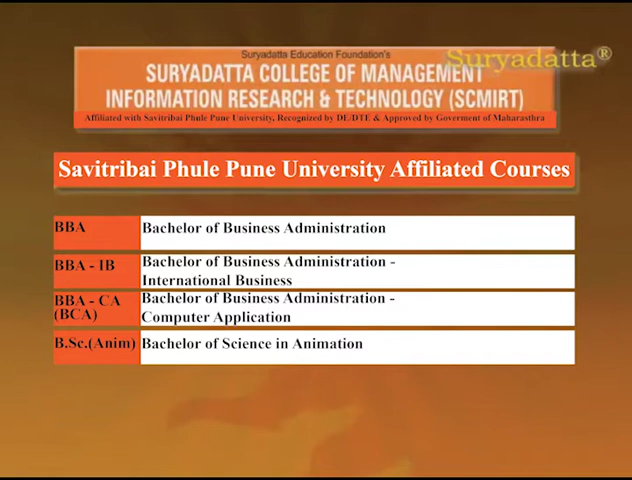 Suryadatta Education Foundation's
Suryadatta®
SURYADATTA COLLEGE OF MANAGEMENT
INFORMATION RESEARCH & TECHNOLOGY (SCMIRT)
Affiliated with Savitribai Phule Pune University, Recognized by DE/DTE & Approved by Goverment of Maharasthra
Savitribai Phule Pune University Affiliated Courses
BBA Bachelor of Business Administration
BBA - IB Bachelor of Business Administration -
International Business
BBA - CA Bachelor of Business Administration -
(BCA) Computer Application
B.Sc.(Anim) Bachelor of Science in Animation